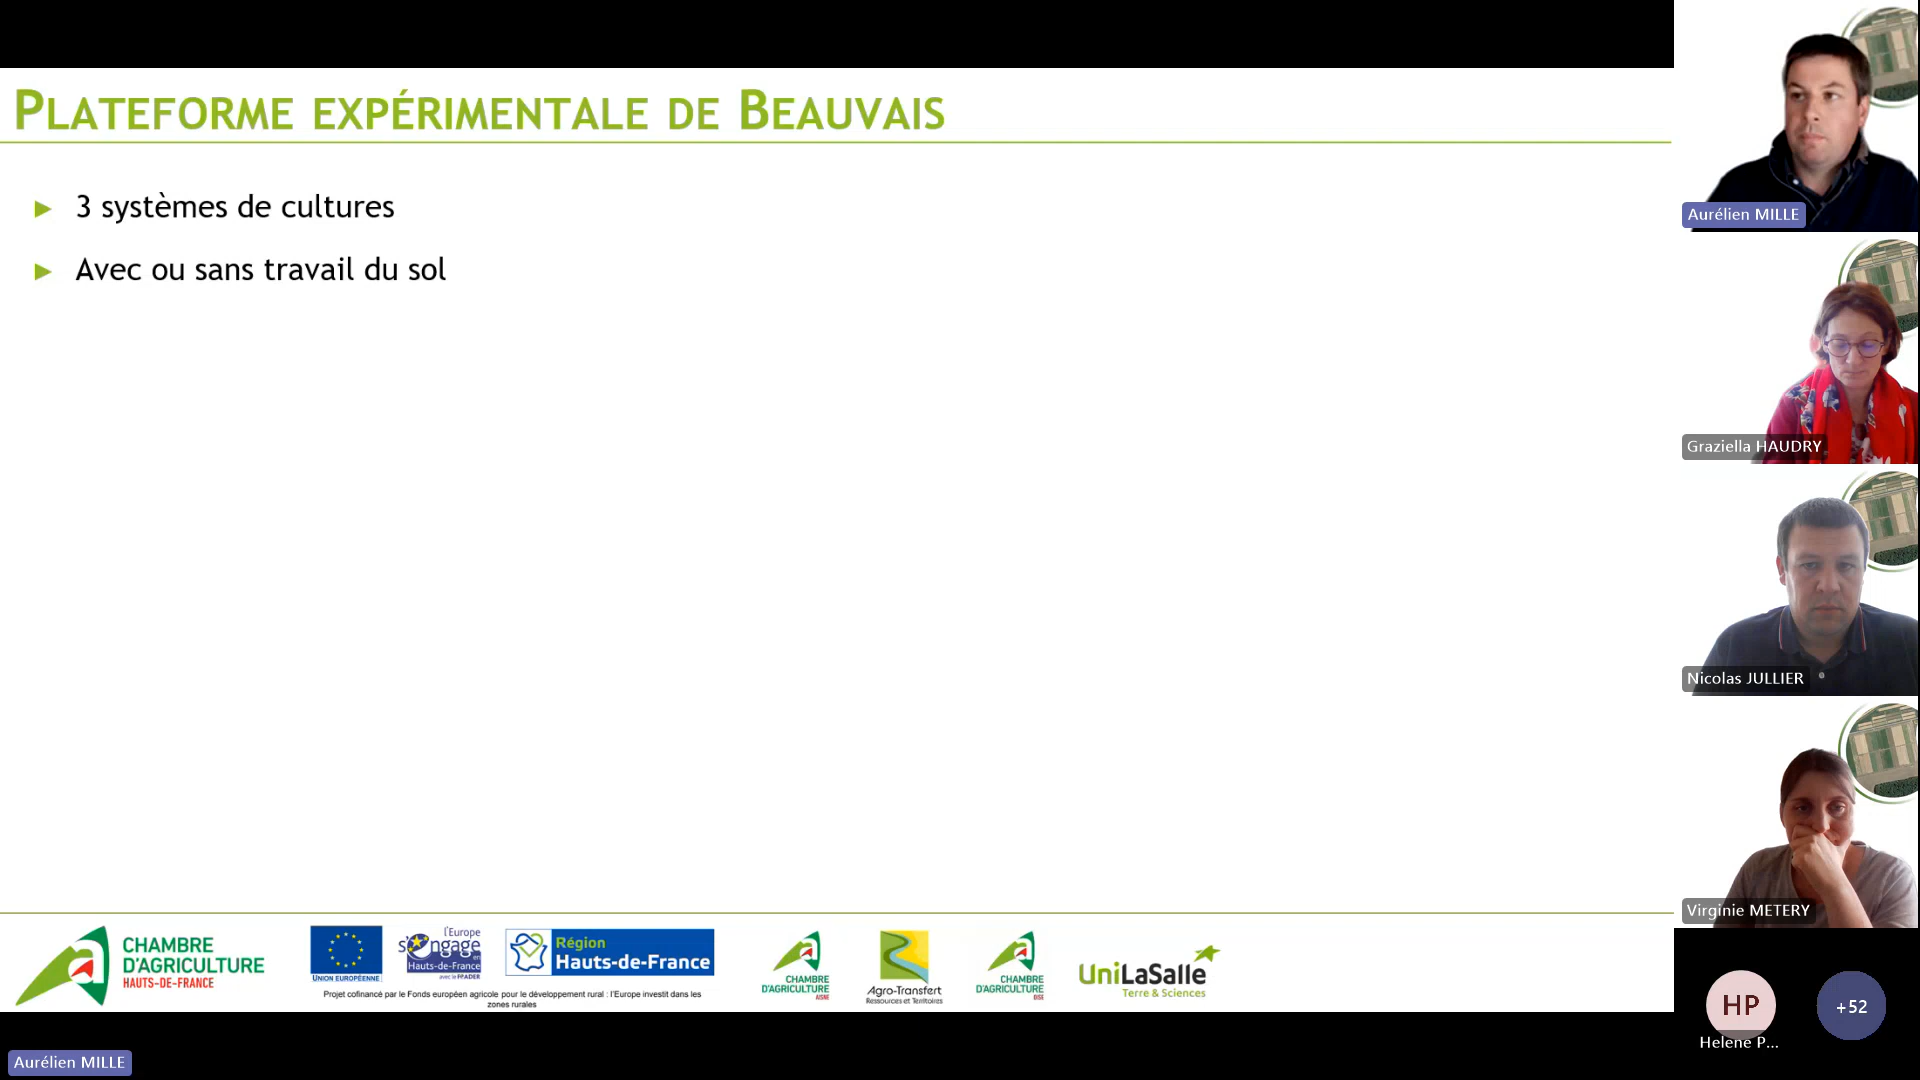 PLATEFORME EXPÉRIMENTALE DE BEAUVAIS
3 systèmes de cultures
Avec ou sans travail du sol
CHAMBRE
D'AGRICULTURE
HAUTS-DE-FRANCE
UNION EUROPÉENNE
l'Europe
s'engage
en
Hauts-de-France
avec le FEADER
Région
Hauts-de-France
Projet cofinancé par le Fonds européen agricole pour le développement rural : l'Europe investit dans les
zones rurales
CHAMBRE
D'AGRICULTURE
AISNE
Agro-Transfert
Ressources et Territoires
CHAMBRE
D'AGRICULTURE
OISE
UniLaSalle
Terre & Sciences
Aurélien MILLE
Graziella HAUDRY
Nicolas JULLIER
Virginie METERY
HP
Helene P...
+52
Aurélien MILLE